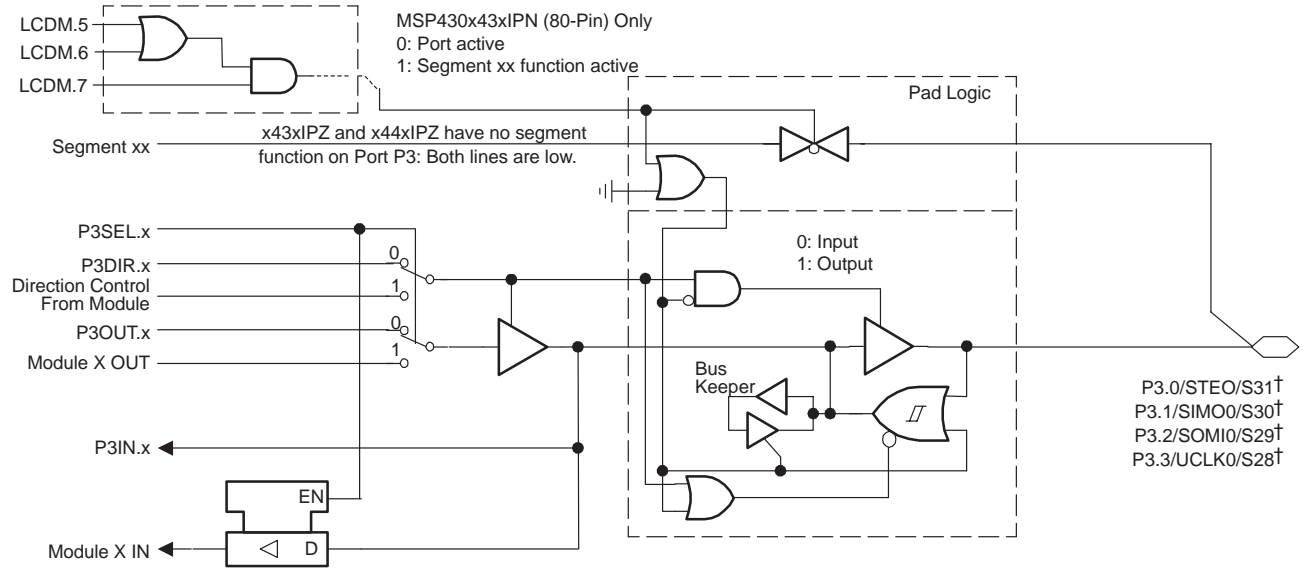 LCDM.5
LCDM.6
LCDM.7
MSP430x43xIPN (80-Pin) Only
0: Port active
1: Segment xx function active
Pad Logic
Segment xx
x43xIPZ and x44xIPZ have no segment
function on Port P3: Both lines are low.
P3SEL.x
P3DIR.x
0
Direction Control
From Module
1
P3OUT.x
0
Module X OUT
1
0: Input
1: Output
Bus
Keeper
P3.0/STEO/S31†
P3.1/SIMO0/S30†
P3.2/SOMI0/S29†
P3.3/UCLK0/S28†
P3IN.x
EN
Module X IN
D